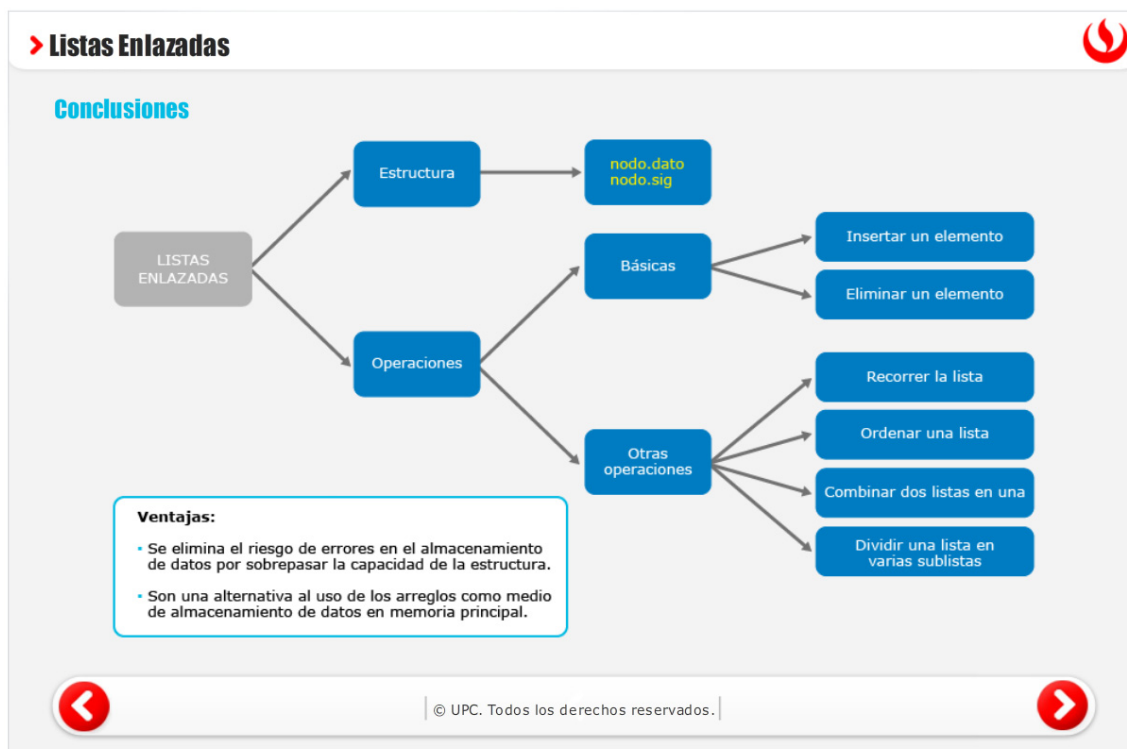 Listas Enlazadas
Conclusiones
LISTAS
ENLAZADAS
Estructura
nodo.dato
nodo.sig
Operaciones
Básicas
Insertar un elemento
Eliminar un elemento
Otras
operaciones
Recorrer la lista
Ordenar una lista
Combinar dos listas en una
Dividir una lista en
varias sublistas
Ventajas:
• Se elimina el riesgo de errores en el almacenamiento
de datos por sobrepasar la capacidad de la estructura.
• Son una alternativa al uso de los arreglos como medio
de almacenamiento de datos en memoria principal.
© UPC. Todos los derechos reservados.